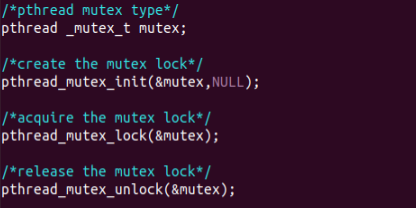 /*pthread mutex type*/
pthread _mutex_t mutex;
/*create the mutex lock*/
pthread_mutex_init(&mutex,NULL);
/*acquire the mutex lock*/
pthread_mutex_lock(&mutex);
/*release the mutex lock*/
pthread_mutex_unlock(&mutex);